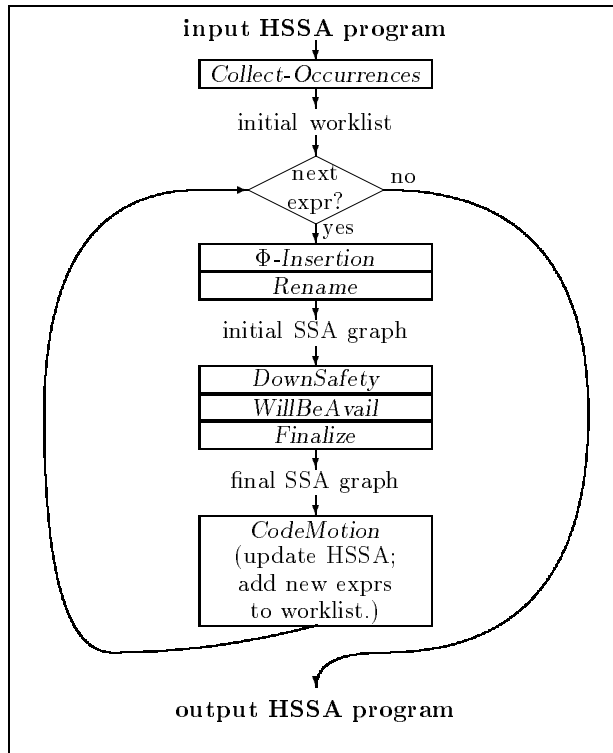 input HSSA program
Collect-Occurrences
initial worklist
next
expr?
no
yes
Φ-Insertion
Rename
initial SSA graph
DownSafety
WillBeAvail
Finalize
final SSA graph
CodeMotion
(update HSSA;
add new exprs
to worklist.)
output HSSA program